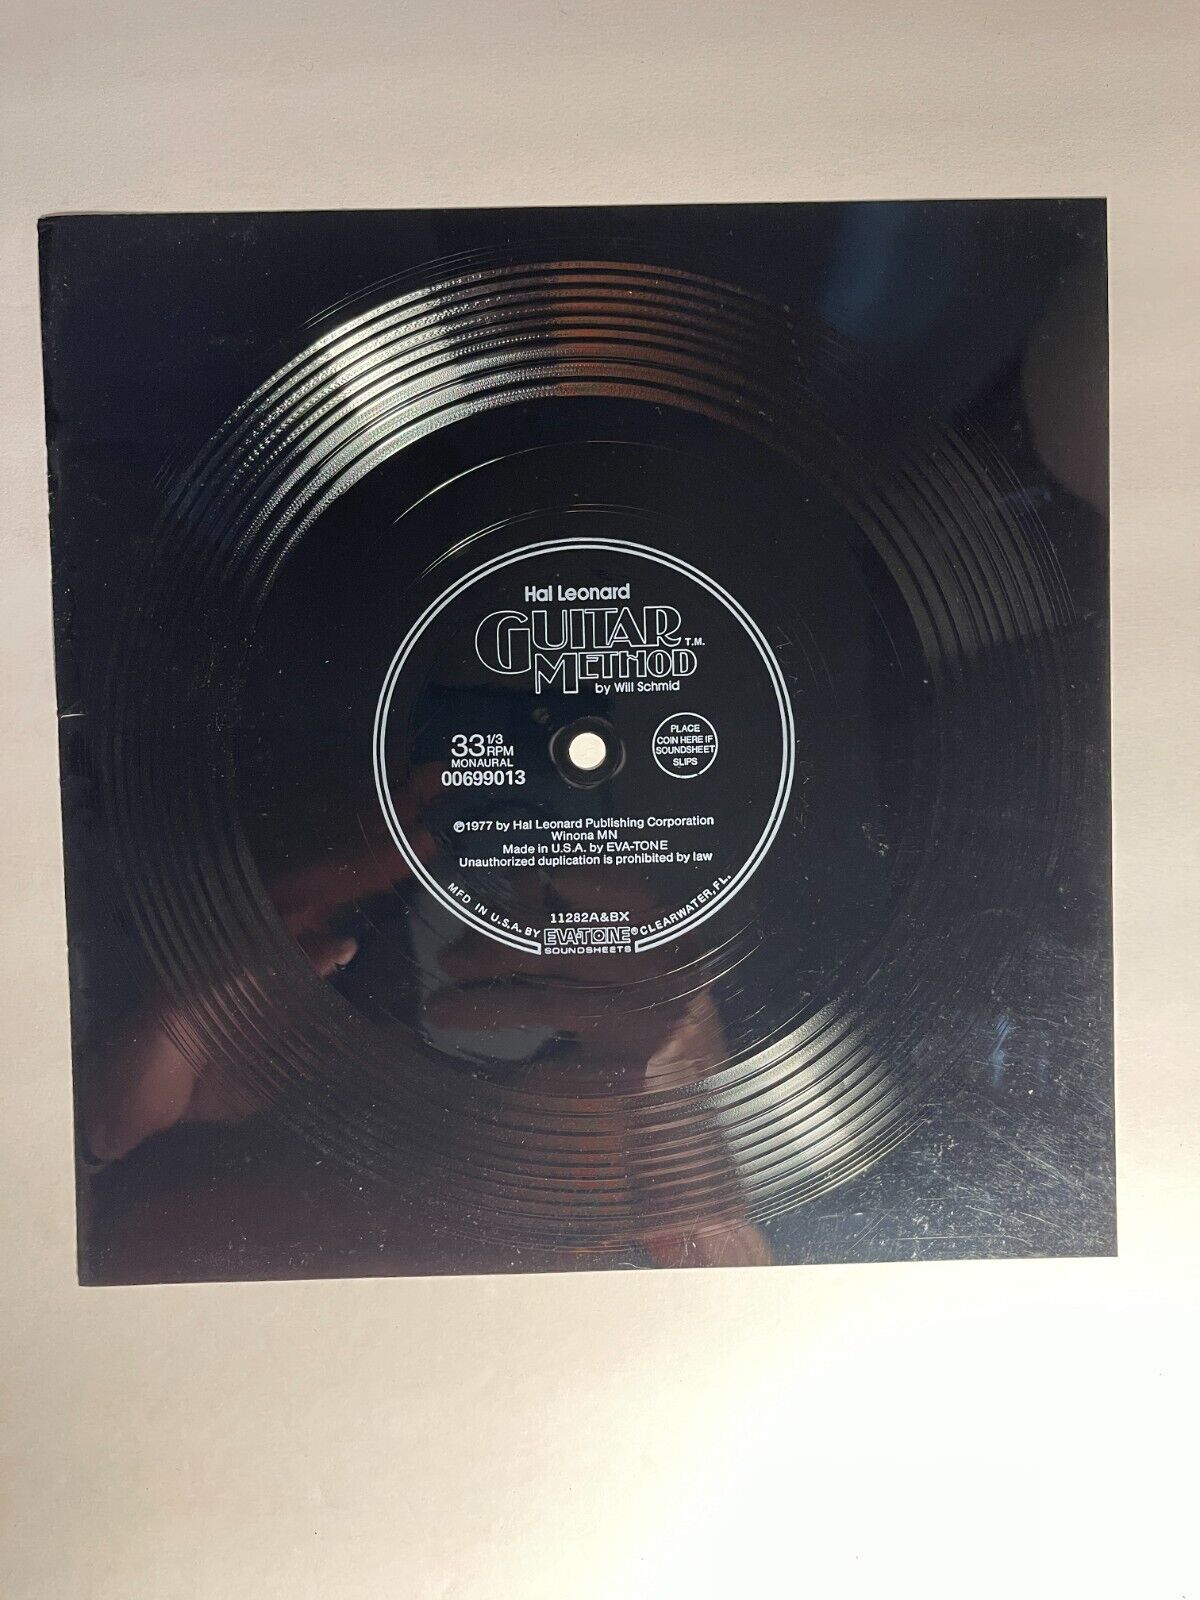 Hal Leonard
GUITAR T.M.
METHOD
by Will Schmid
33 1/3 RPM
MONAURAL
00699013
PLACE
COIN HERE IF
SOUNDSHEET
SLIPS
℗1977 by Hal Leonard Publishing Corporation
Winona MN
Made in U.S.A. by EVA-TONE
Unauthorized duplication is prohibited by law
11282A&BX
MFD IN U.S.A. BY EVA-TONE® CLEARWATER, FL.
SOUNDSHEETS